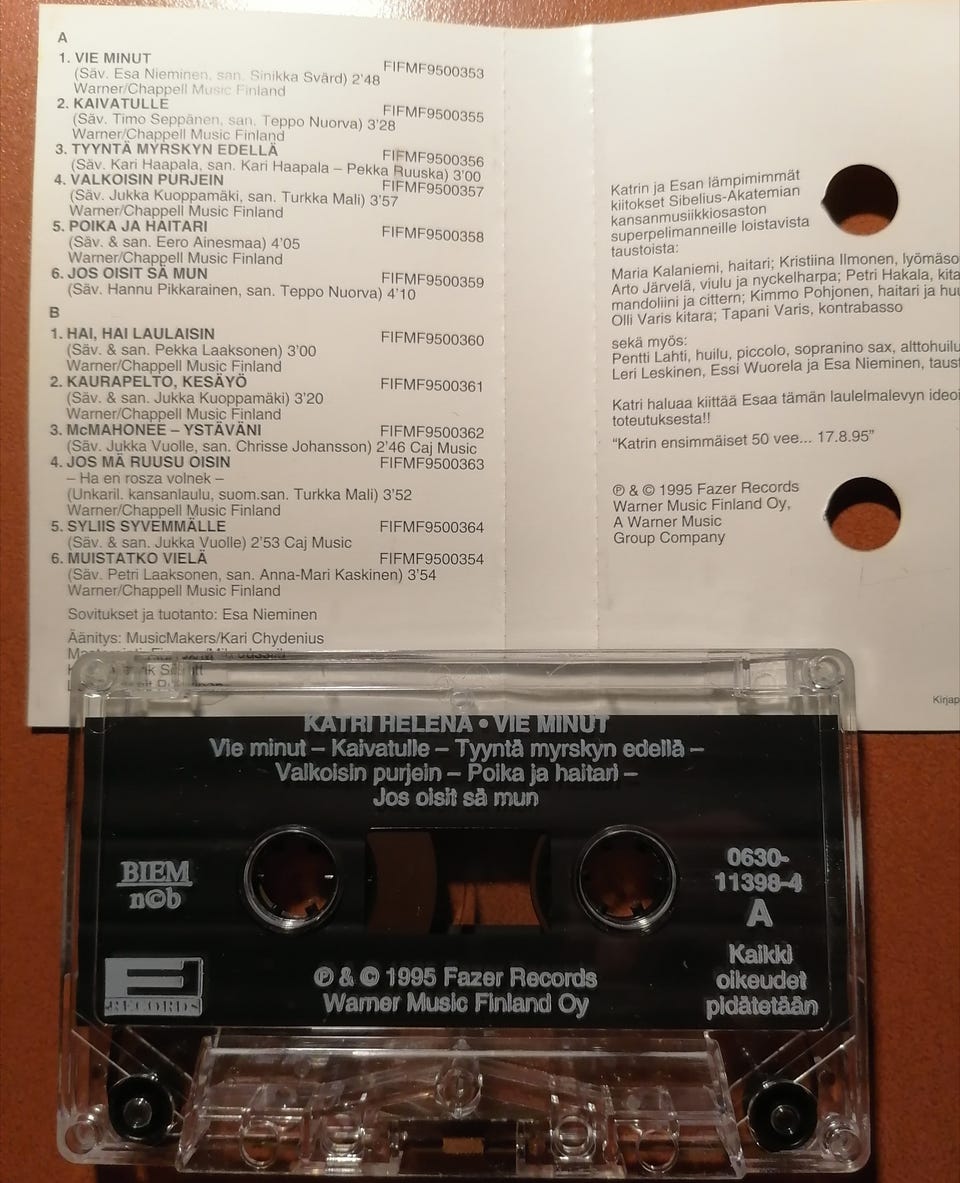 A
1. VIE MINUT FIFMF9500353
(Säv. Esa Nieminen, san. Sinikka Svärd) 2'48
Warner/Chappell Music Finland
2. KAIVATULLE FIFMF9500355
(Säv. Timo Seppänen, san. Teppo Nuorva) 3'28
Warner/Chappell Music Finland
3. TYYNTÄ MYRSKYN EDELLÄ FIFMF9500356
(Säv. Kari Haapala, san. Kari Haapala – Pekka Ruuska) 3'00
4. VALKOISIN PURJEIN FIFMF9500357
(Säv. Jukka Kuoppamäki, san. Turkka Mali) 3'57
Warner/Chappell Music Finland
5. POIKA JA HAITARI FIFMF9500358
(Säv. & san. Eero Ainesmaa) 4'05
Warner/Chappell Music Finland
6. JOS OISIT SÄ MUN FIFMF9500359
(Säv. Hannu Pikkarainen, san. Teppo Nuorva) 4'10
B
1. HAI, HAI LAULAISIN FIFMF9500360
(Säv. & san. Pekka Laaksonen) 3'00
Warner/Chappell Music Finland
2. KAURAPELTO, KESÄYÖ FIFMF9500361
(Säv. & san. Jukka Kuoppamäki) 3'20
Warner/Chappell Music Finland
3. McMAHONEE – YSTÄVÄNI FIFMF9500362
(Säv. Jukka Vuolle, san. Chrisse Johansson) 2'46 Caj Music
4. JOS MÄ RUUSU OISIN FIFMF9500363
– Ha en rosza volnek –
(Unkaril. kansanlaulu, suom.san. Turkka Mali) 3'52
Warner/Chappell Music Finland
5. SYLIIS SYVEMMÄLLE FIFMF9500364
(Säv. & san. Jukka Vuolle) 2'53 Caj Music
6. MUISTATKO VIELÄ FIFMF9500354
(Säv. Petri Laaksonen, san. Anna-Mari Kaskinen) 3'54
Warner/Chappell Music Finland
Sovitukset ja tuotanto: Esa Nieminen
Äänitys: MusicMakers/Kari Chydenius
Katrin ja Esan lämpimimmät
kiitokset Sibelius-Akatemian
kansanmusiikkiosaston
superpelimanneille loistavista
taustoista:
Maria Kalaniemi, haitari; Kristiina Ilmonen, lyömäso
Arto Järvelä, viulu ja nyckelharpa; Petri Hakala, kita
mandoliini ja cittern; Kimmo Pohjonen, haitari ja huu
Olli Varis kitara; Tapani Varis, kontrabasso
sekä myös:
Pentti Lahti, huilu, piccolo, sopranino sax, alttohuilu
Leri Leskinen, Essi Wuorela ja Esa Nieminen, taust
Katri haluaa kiittää Esaa tämän laulelmalevyn ideoi
toteutuksesta!!
"Katrin ensimmäiset 50 vee... 17.8.95"
℗ & © 1995 Fazer Records
Warner Music Finland Oy,
A Warner Music
Group Company
Kirjap
KATRI HELENA • VIE MINUT
Vie minut – Kaivatulle – Tyyntä myrskyn edellä –
Valkoisin purjein – Poika ja haitari –
Jos oisit sä mun
BIEM
n©b
0630-
11398-4
A
Kaikki
oikeudet
pidätetään
RECORDS
℗ & © 1995 Fazer Records
Warner Music Finland Oy